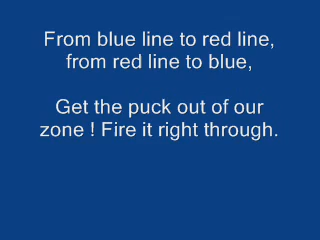 From blue line to red line,
from red line to blue,
Get the puck out of our
zone ! Fire it right through.